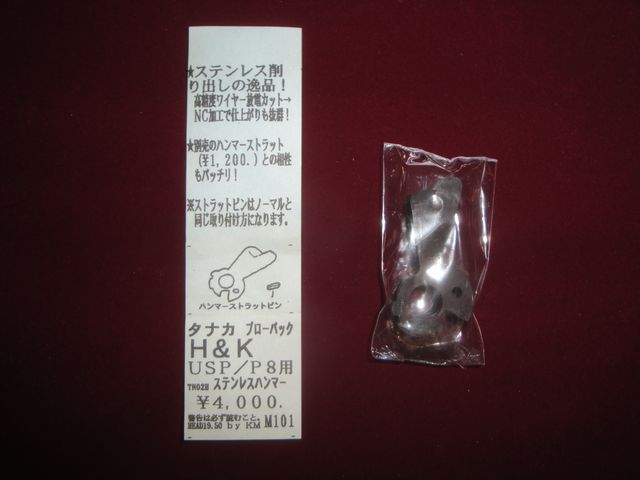 ★ステンレス削
り出しの逸品！
高精度ワイヤー放電カット→
NC加工で仕上がりも抜群！
★別売のハンマーストラット
(¥1,200.)との相性
もバッチリ！
※ストラットピンはノーマルと
同じ取り付け方になります。
ハンマーストラットピン
タナカ ブローバック
H&K
USP/P8用
TN02H ステンレスハンマー
¥4,000.
警告は必ず読むこと。
HEAD19.50 by KM M101